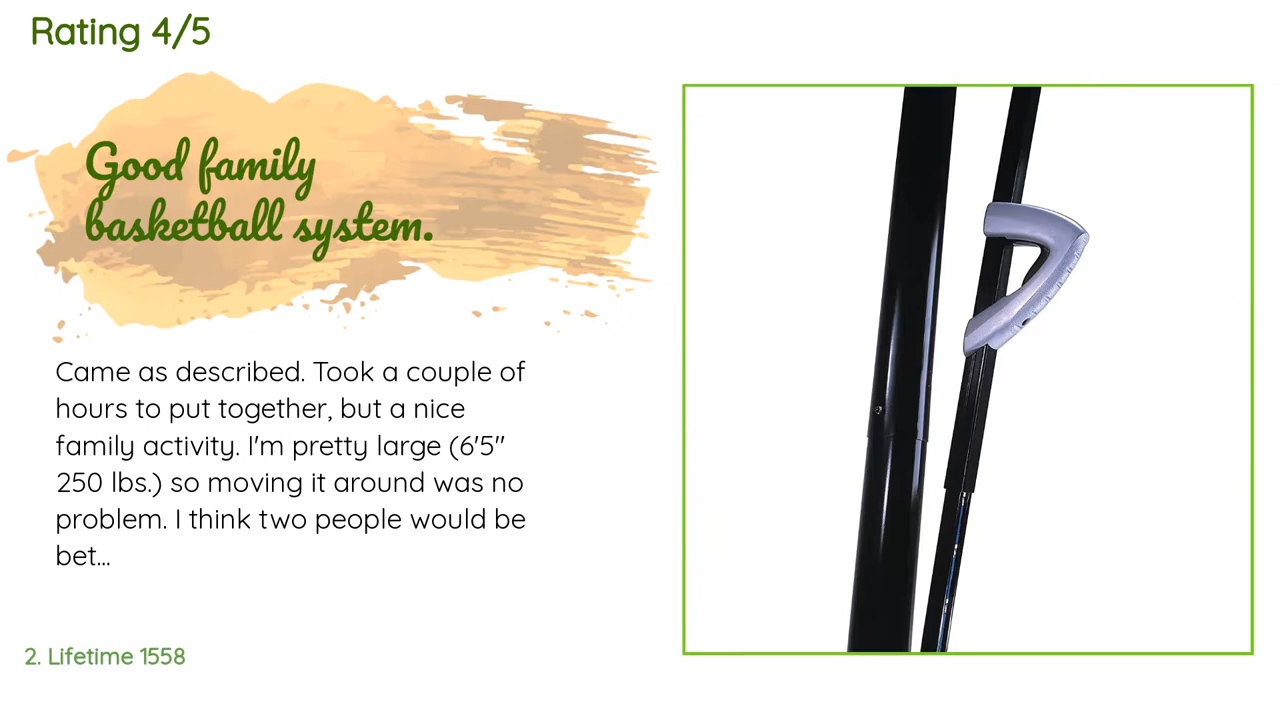 Rating 4/5
Good family
basketball system.
Came as described. Took a couple of
hours to put together, but a nice
family activity. I'm pretty large (6'5"
250 lbs.) so moving it around was no
problem. I think two people would be
bet...
2. Lifetime 1558